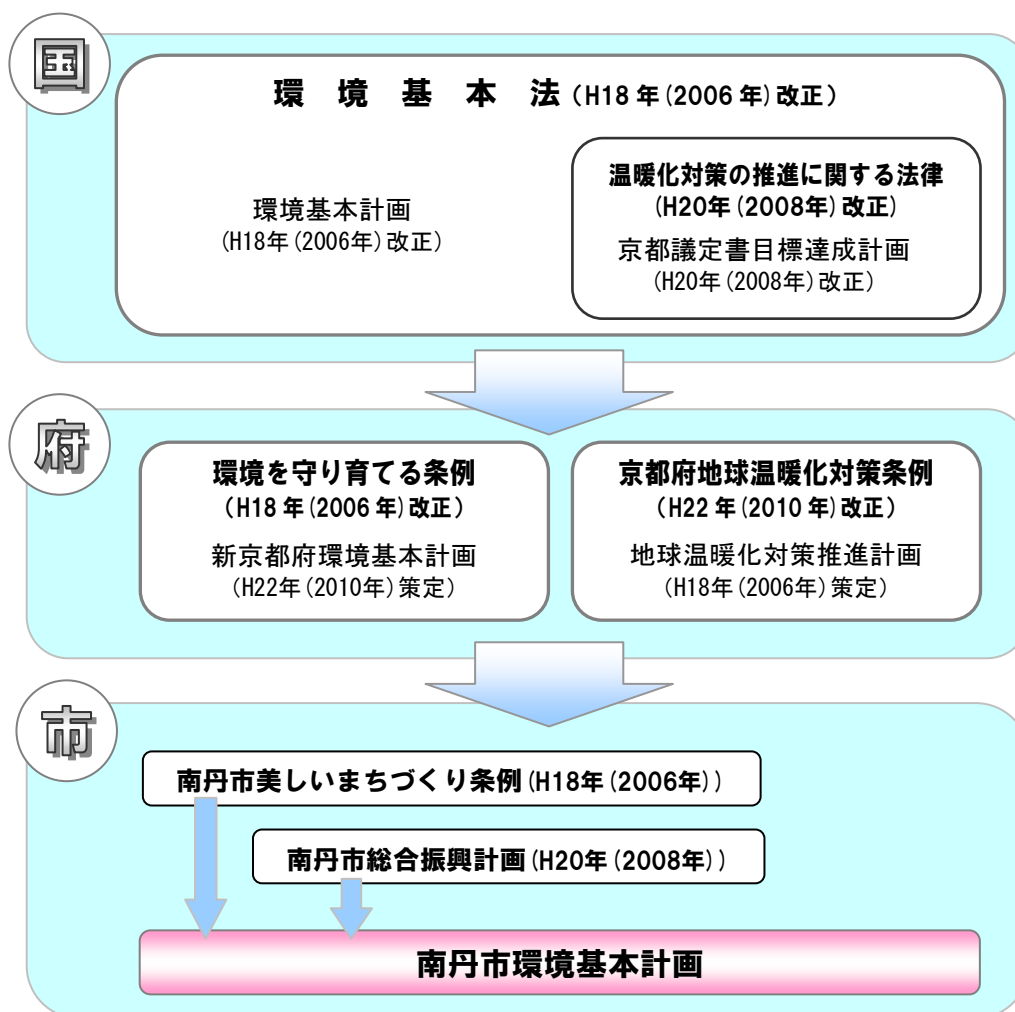 国
環 境 基 本 法（H18年（2006年）改正）
環境基本計画
（H18年（2006年）改正）
温暖化対策の推進に関する法律
（H20年（2008年）改正）
京都議定書目標達成計画
（H20年（2008年）改正）
府
環境を守り育てる条例
（H18年（2006年）改正）
新京都府環境基本計画
（H22年（2010年）策定）
京都府地球温暖化対策条例
（H22年（2010年）改正）
地球温暖化対策推進計画
（H18年（2006年）策定）
市
南丹市美しいまちづくり条例（H18年（2006年））
南丹市総合振興計画（H20年（2008年））
南丹市環境基本計画